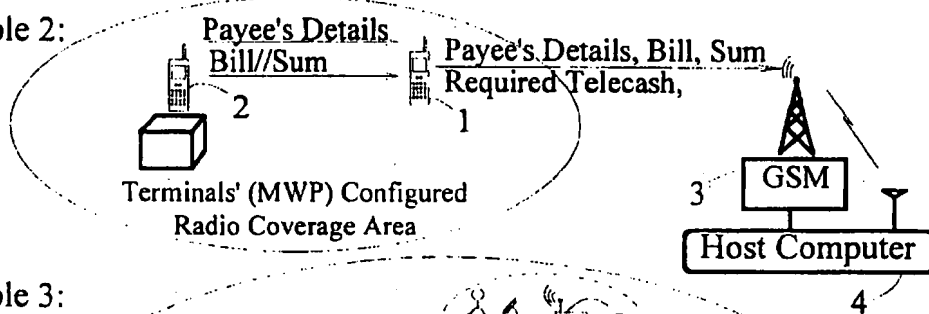 ple 2:
Payee's Details
Bill//Sum
Payee's Details, Bill, Sum
Required Telecash,
2
1
Terminals' (MWP) Configured
Radio Coverage Area
3
GSM
Host Computer
4
ple 3: